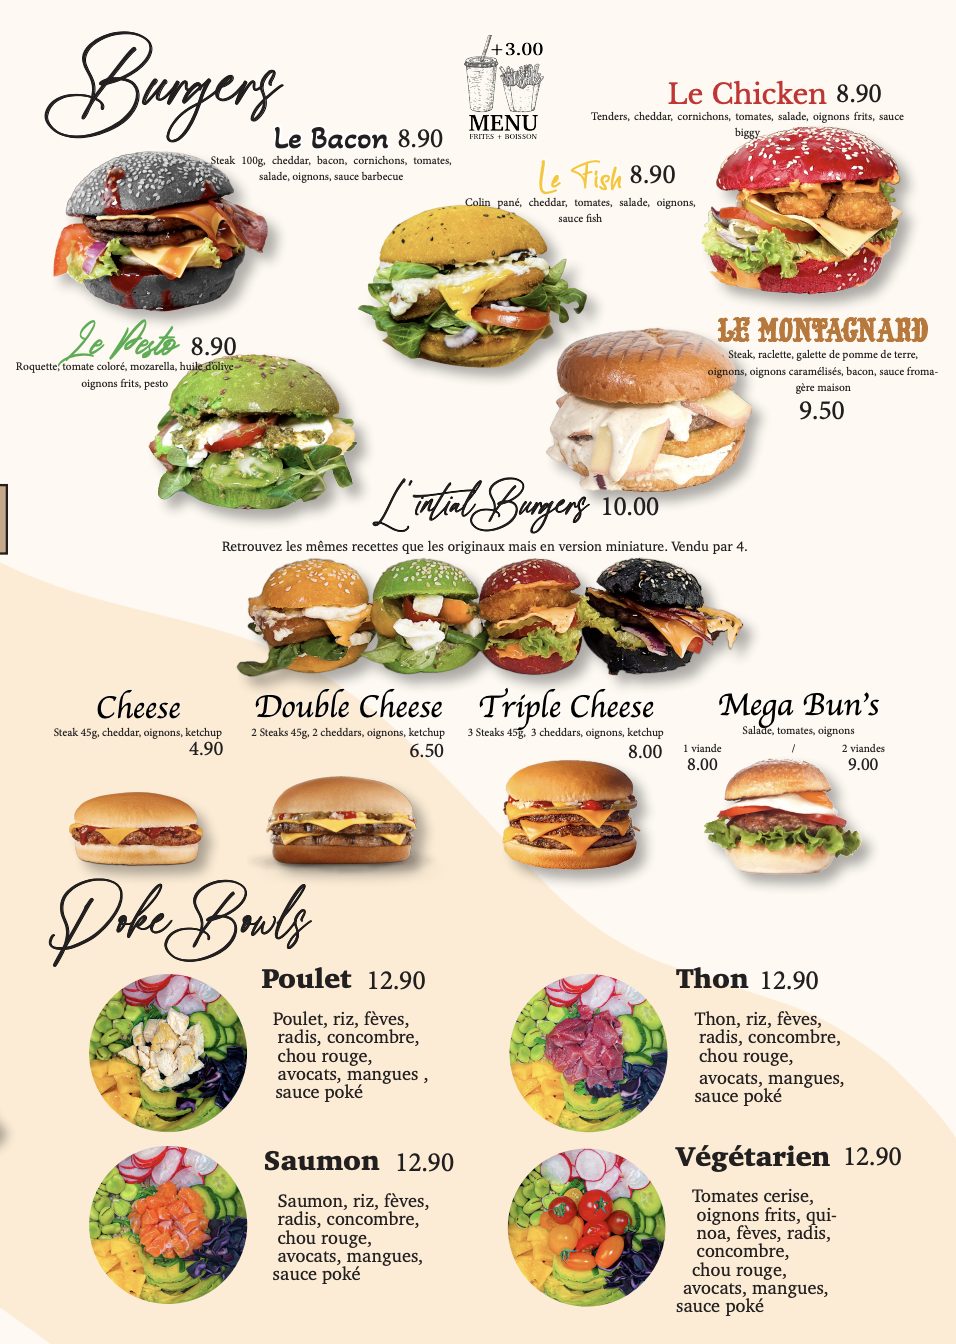 Burgers
+3.00
MENU
FRITES + BOISSON
Le Bacon 8.90
Steak 100g, cheddar, bacon, cornichons, tomates,
salade, oignons, sauce barbecue
Le Chicken 8.90
Tenders, cheddar, cornichons, tomates, salade, oignons frits, sauce
biggy
Le Fish 8.90
Colin pané, cheddar, tomates, salade, oignons,
sauce fish
Le Pesto 8.90
Roquette, tomate coloré, mozarella, huile d'olive
oignons frits, pesto
LE MONTAGNARD
Steak, raclette, galette de pomme de terre,
oignons, oignons caramélisés, bacon, sauce froma-
gère maison
9.50
L'intial Burgers 10.00
Retrouvez les mêmes recettes que les originaux mais en version miniature. Vendu par 4.
Cheese
Steak 45g, cheddar, oignons, ketchup
4.90
Double Cheese
2 Steaks 45g, 2 cheddars, oignons, ketchup
6.50
Triple Cheese
3 Steaks 45g, 3 cheddars, oignons, ketchup
8.00
Mega Bun's
Salade, tomates, oignons
1 viande / 2 viandes
8.00 9.00
Poke Bowls
Poulet 12.90
Poulet, riz, fèves,
radis, concombre,
chou rouge,
avocats, mangues ,
sauce poké
Thon 12.90
Thon, riz, fèves,
radis, concombre,
chou rouge,
avocats, mangues,
sauce poké
Saumon 12.90
Saumon, riz, fèves,
radis, concombre,
chou rouge,
avocats, mangues,
sauce poké
Végétarien 12.90
Tomates cerise,
oignons frits, qui-
noa, fèves, radis,
concombre,
chou rouge,
avocats, mangues,
sauce poké